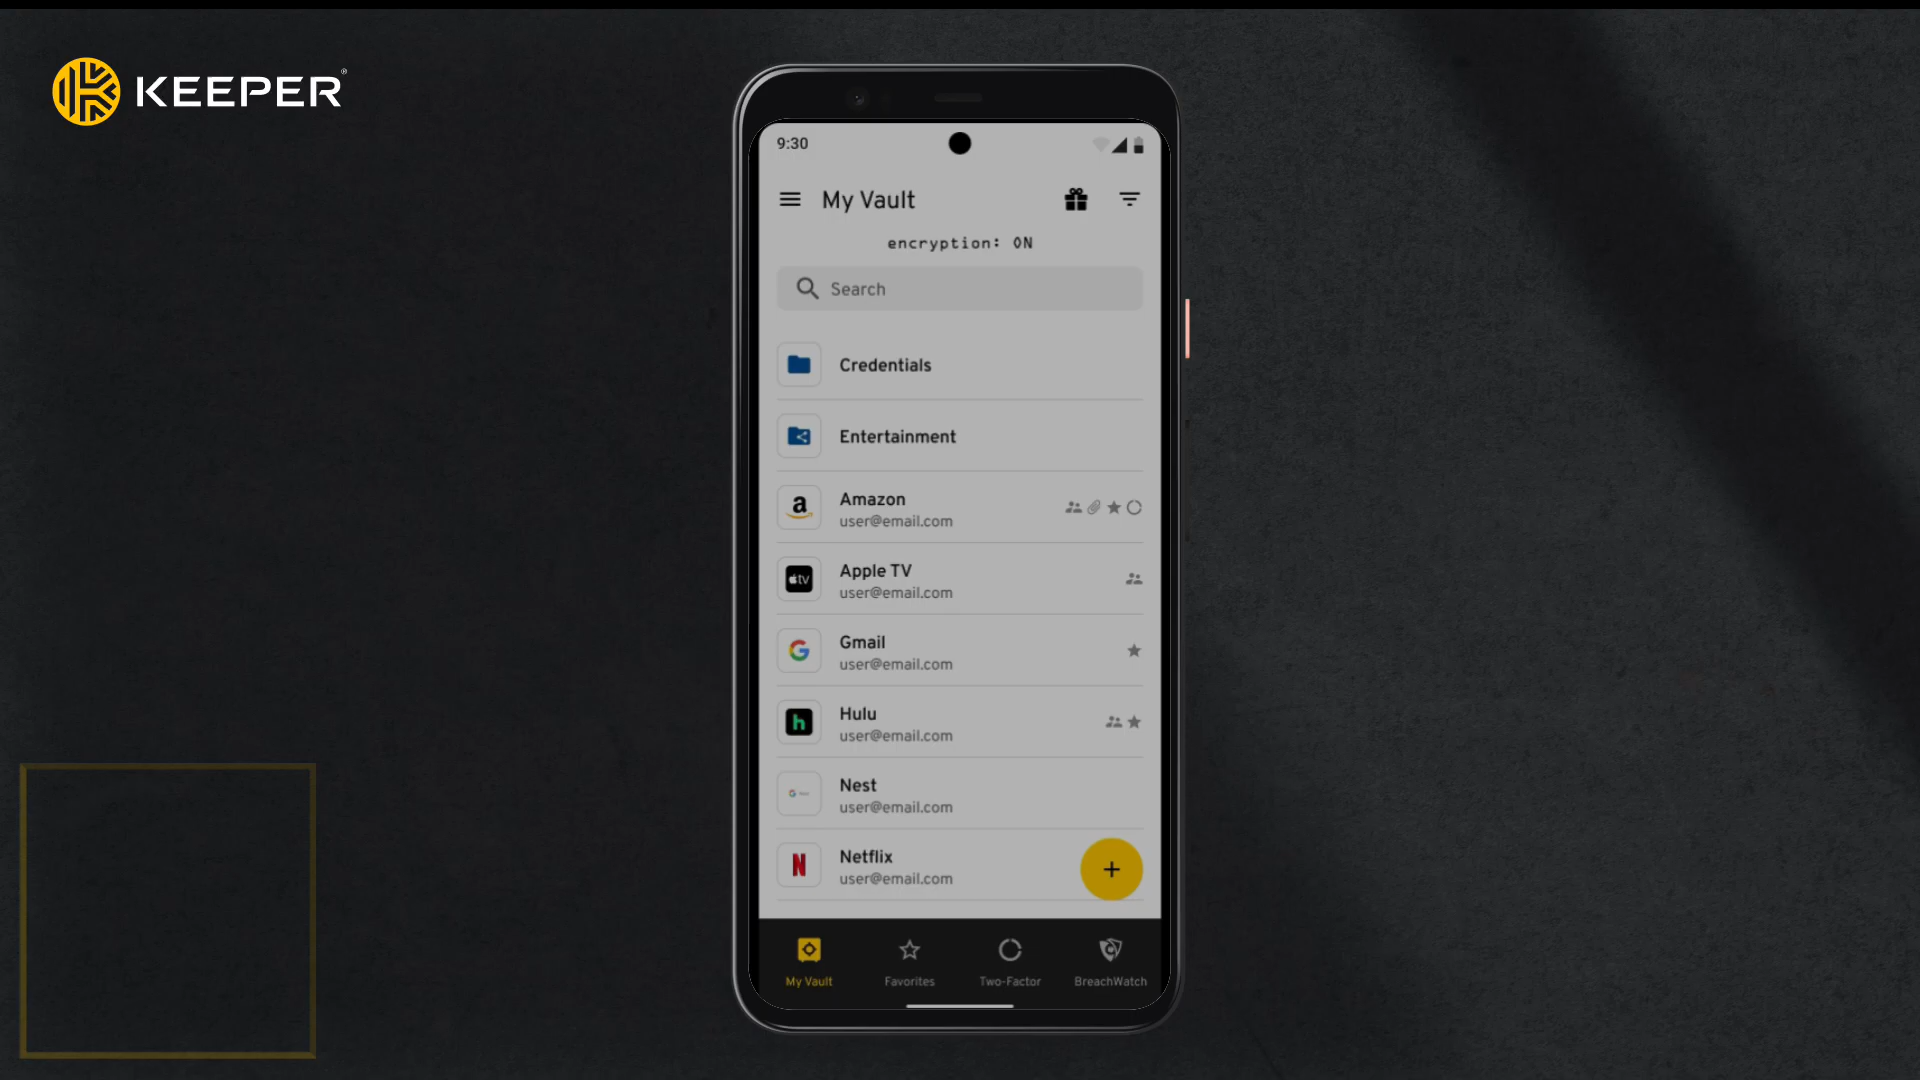 KEEPER®
9:30
My Vault
encryption: ON
Search
Credentials
Entertainment
a
Amazon
user@email.com
tv
Apple TV
user@email.com
G
Gmail
user@email.com
h
Hulu
user@email.com
Nest
user@email.com
N
Netflix
user@email.com
+
My Vault
Favorites
Two-Factor
BreachWatch